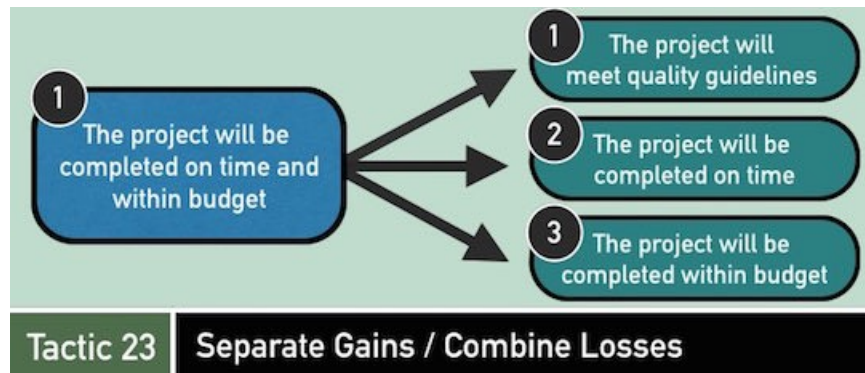 1
The project will be
completed on time and
within budget
1
The project will
meet quality guidelines
2
The project will be
completed on time
3
The project will be
completed within budget
Tactic 23
Separate Gains / Combine Losses